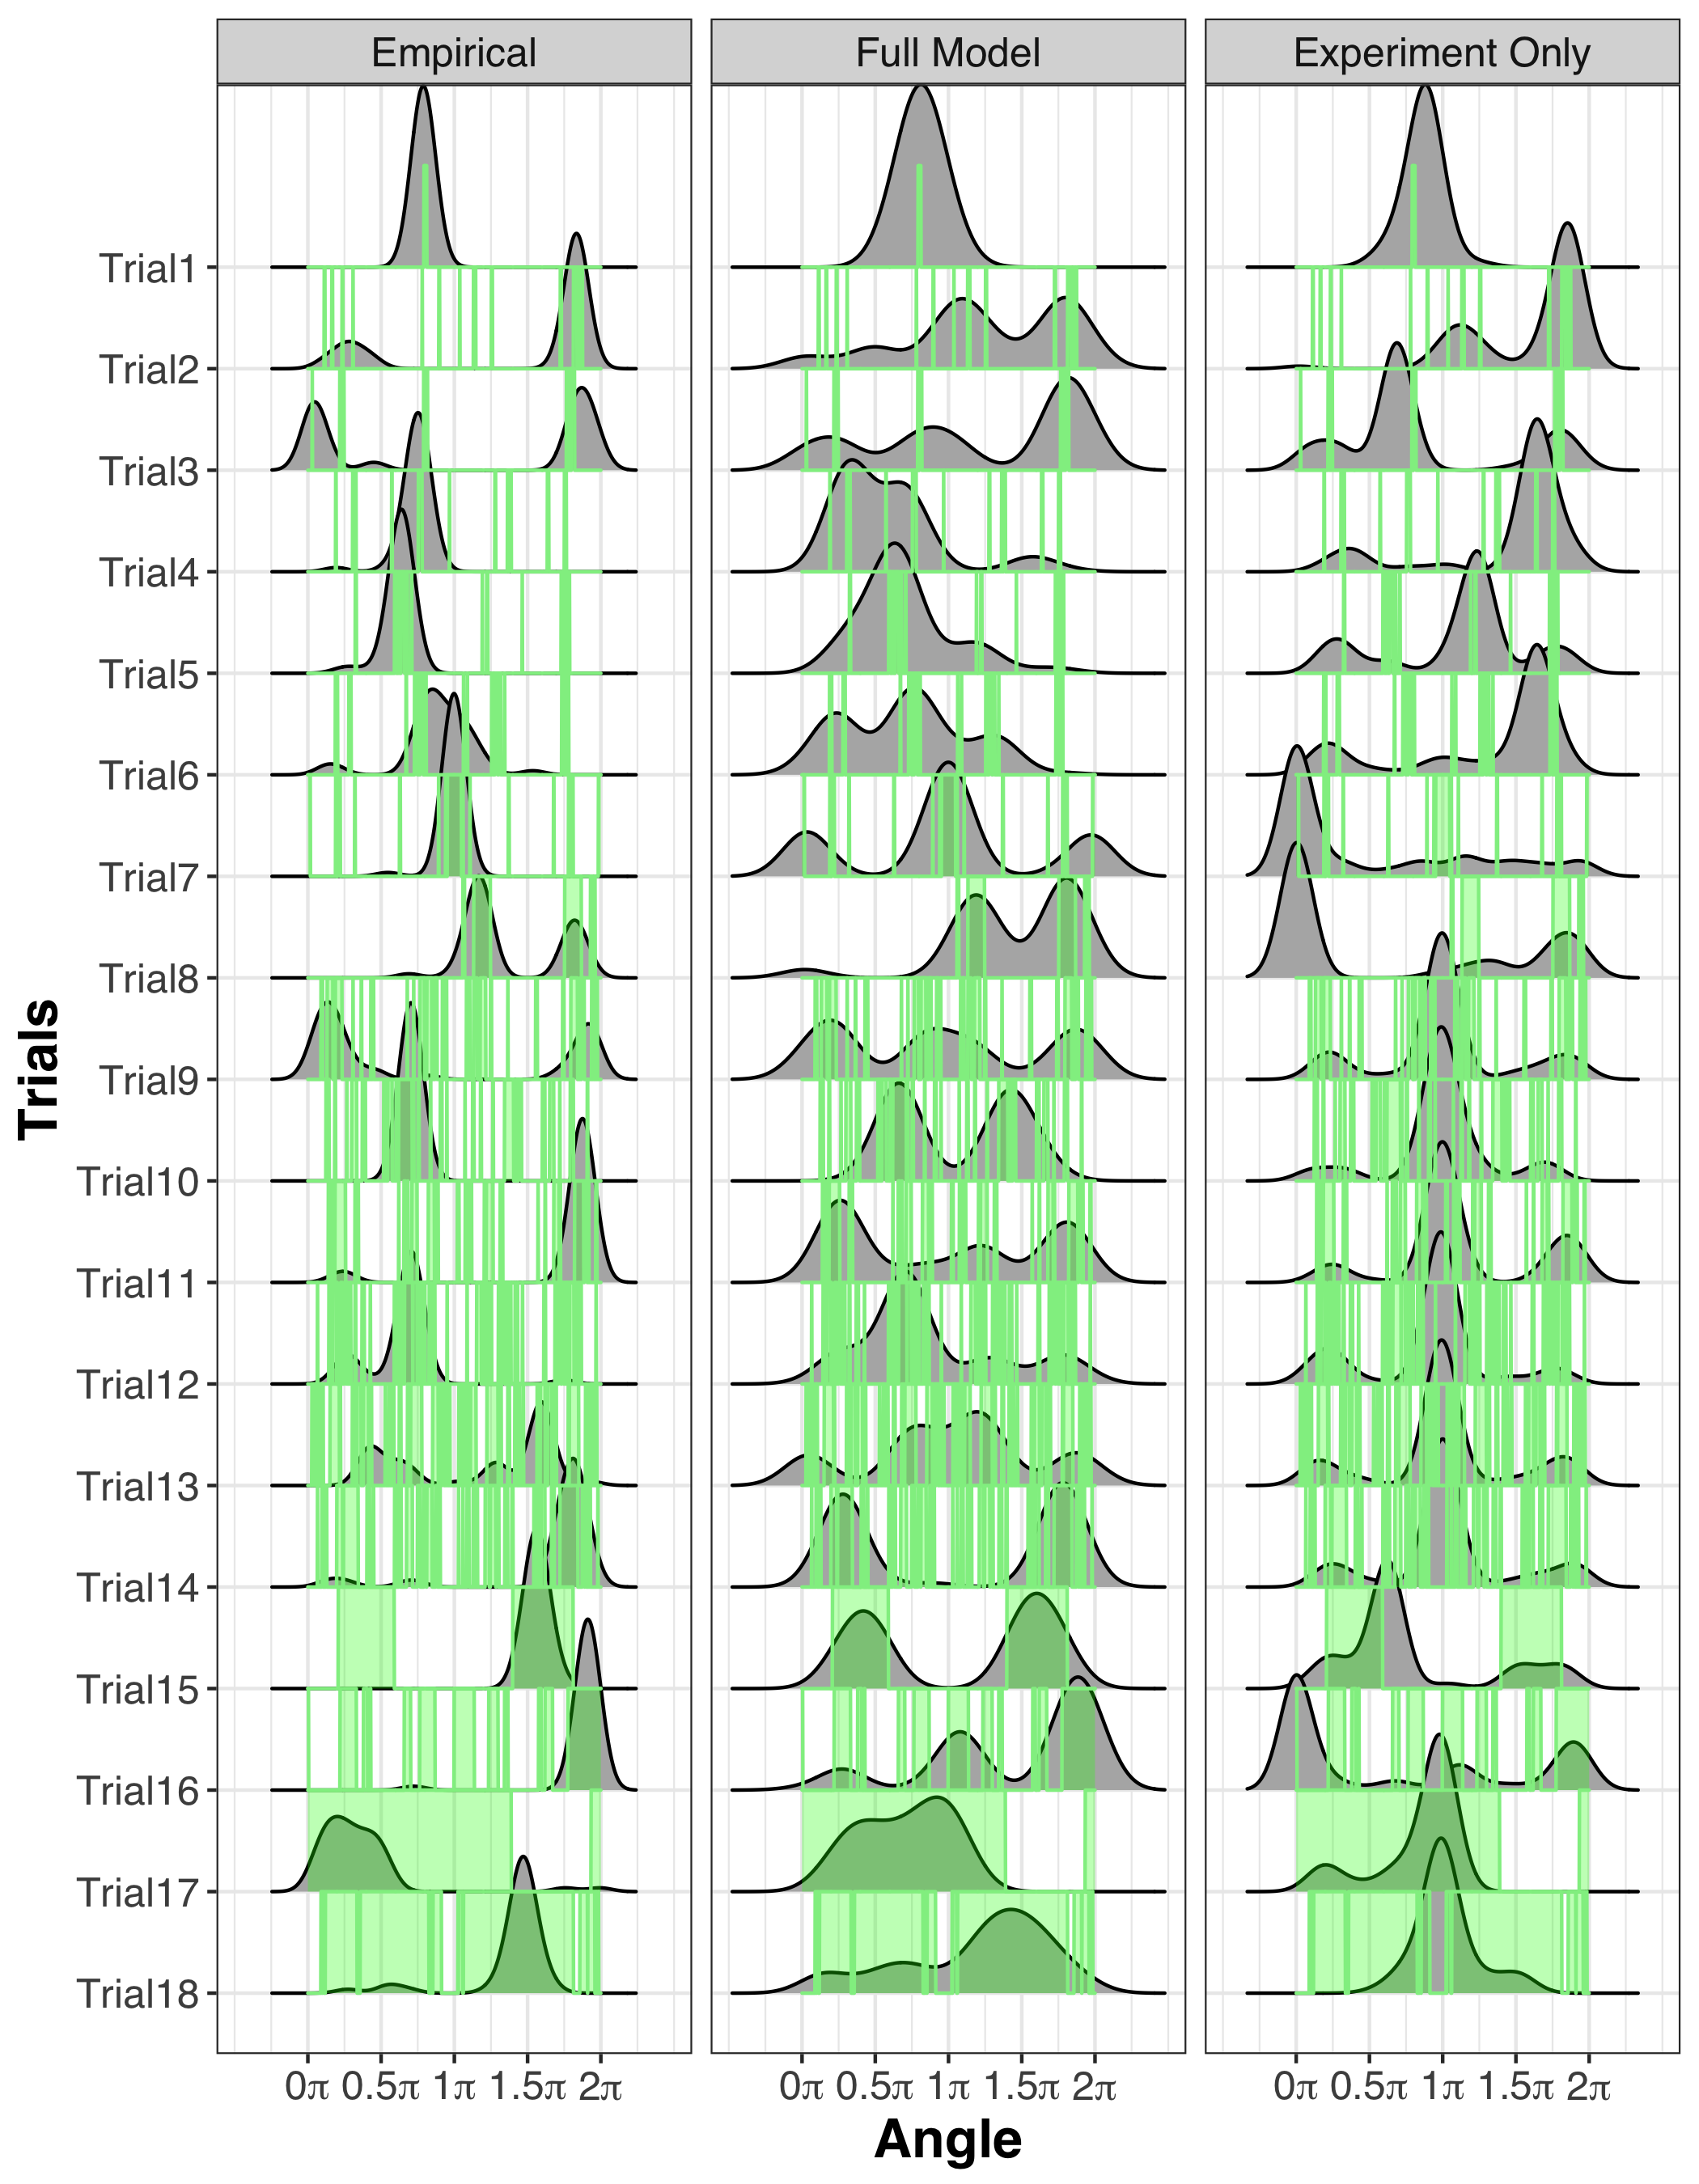 Empirical Full Model Experiment Only
Trials
Trial1
Trial2
Trial3
Trial4
Trial5
Trial6
Trial7
Trial8
Trial9
Trial10
Trial11
Trial12
Trial13
Trial14
Trial15
Trial16
Trial17
Trial18
0π 0.5π 1π 1.5π 2π 0π 0.5π 1π 1.5π 2π 0π 0.5π 1π 1.5π 2π
Angle